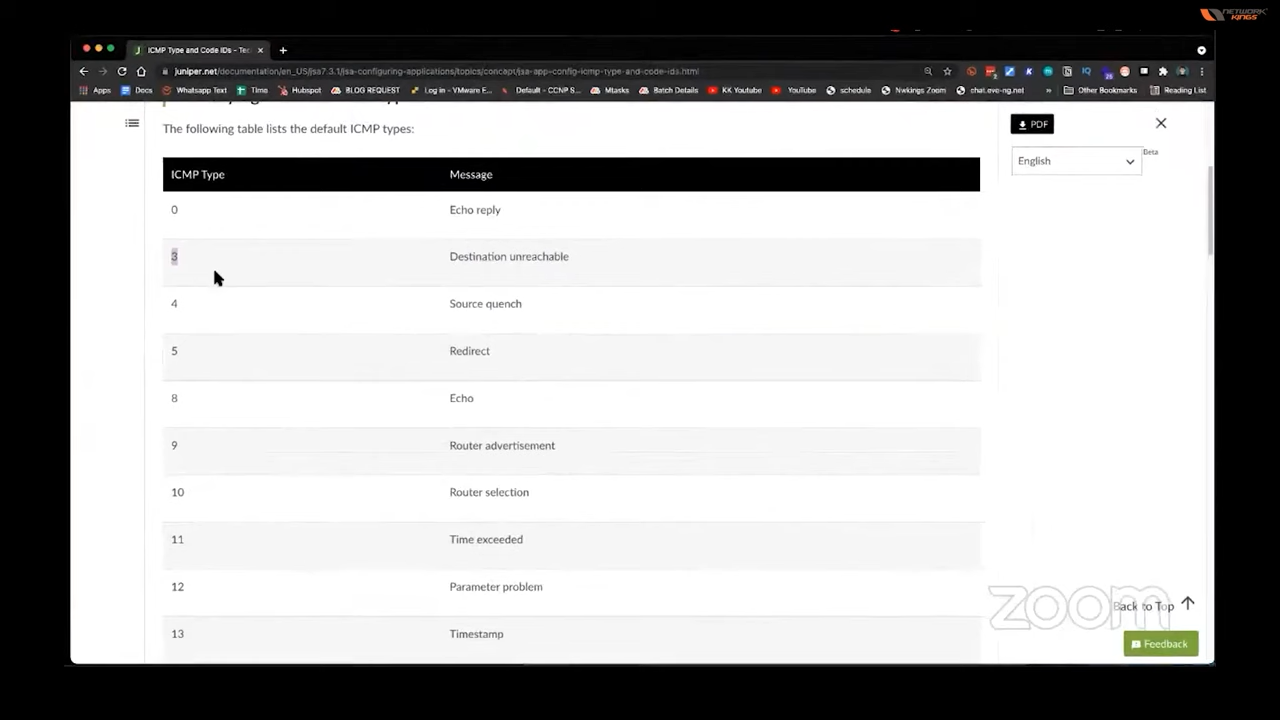 NETWORK
KINGS
ICMP Type and Code IDs - Tec
juniper.net/documentation/en_US/jsa7.3.1/jsa-configuring-applications/topics/concept/jsa-app-config-icmp-type-and-code-ids.html
Apps Docs Whatsapp Text Time Hubspot BLOG REQUEST Log in - VMware E... Default - CCNP S... Mtasks Batch Details KK Youtube YouTube schedule Nwkings Zoom chat.eve-ng.net » Other Bookmarks Reading List
The following table lists the default ICMP types:
PDF
English
Beta
ICMP Type Message
0 Echo reply
3 Destination unreachable
4 Source quench
5 Redirect
8 Echo
9 Router advertisement
10 Router selection
11 Time exceeded
12 Parameter problem
13 Timestamp
zoom
Back to Top
Feedback